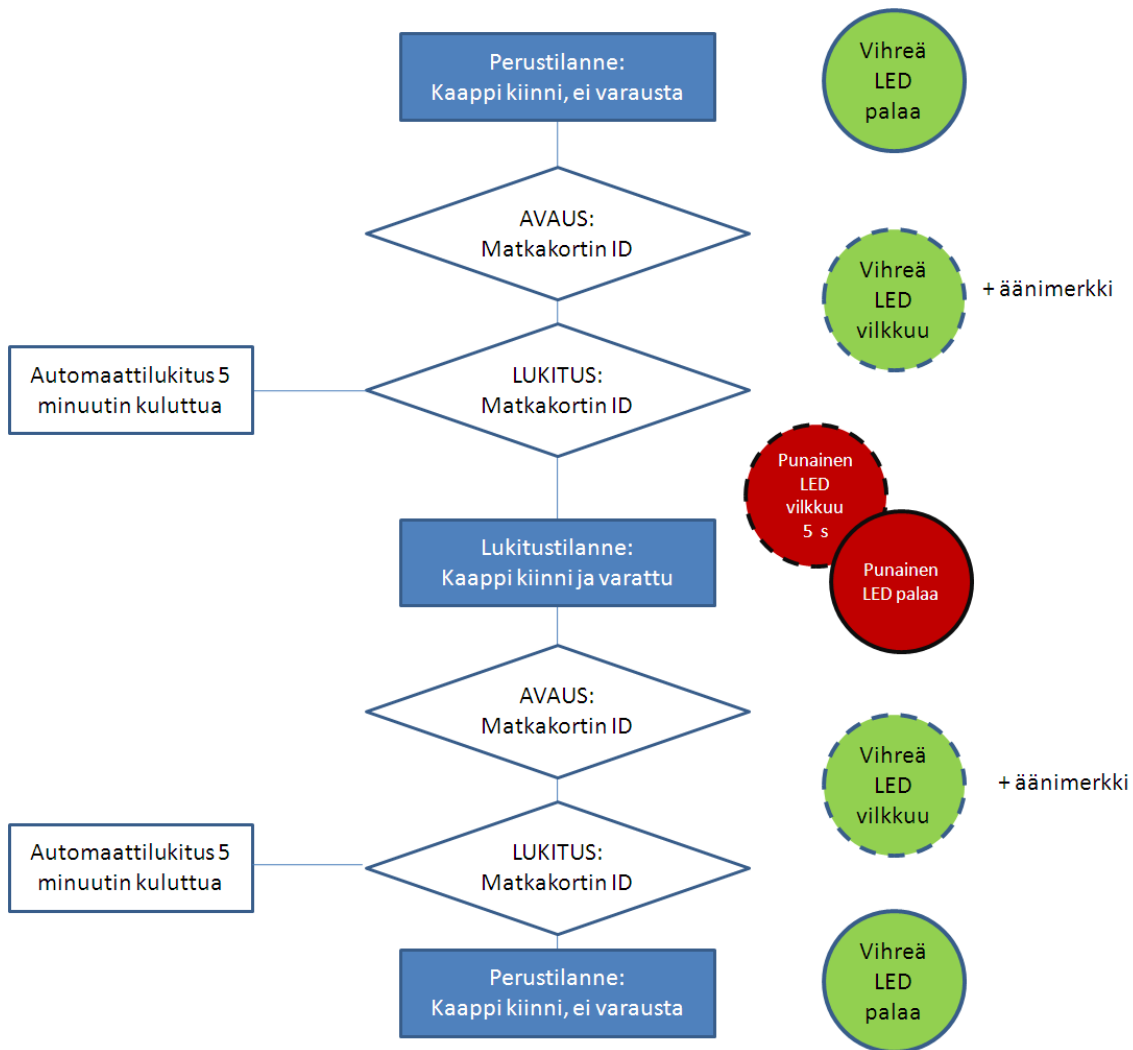 Perustilanne:
Kaappi kiinni, ei varausta
Vihreä
LED
palaa
AVAUS:
Matkakortin ID
Vihreä
LED
vilkkuu
+ äänimerkki
Automaattilukitus 5
minuutin kuluttua
LUKITUS:
Matkakortin ID
Punainen
LED
vilkkuu
5 s
Lukitustilanne:
Kaappi kiinni ja varattu
Punainen
LED palaa
AVAUS:
Matkakortin ID
Vihreä
LED
vilkkuu
+ äänimerkki
Automaattilukitus 5
minuutin kuluttua
LUKITUS:
Matkakortin ID
Perustilanne:
Kaappi kiinni, ei varausta
Vihreä
LED
palaa